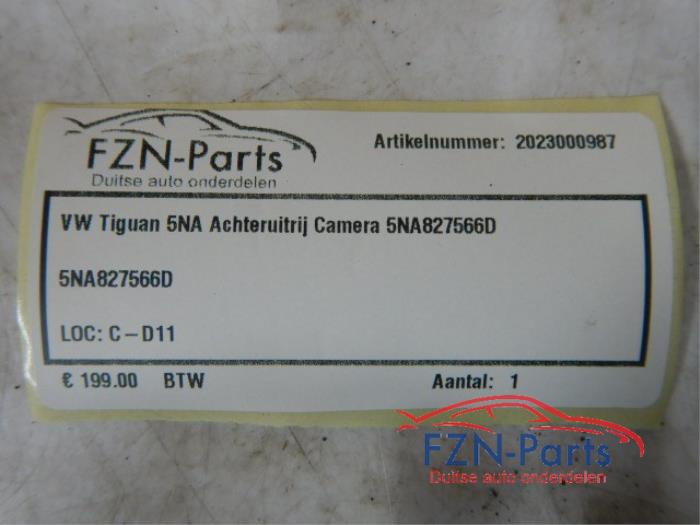 FZN-Parts
Duitse auto onderdelen
Artikelnummer: 2023000987
VW Tiguan 5NA Achteruitrij Camera 5NA827566D
5NA827566D
LOC: C-D11
€ 199.00 BTW
Aantal: 1
FZN-Parts
Duitse auto onderdelen